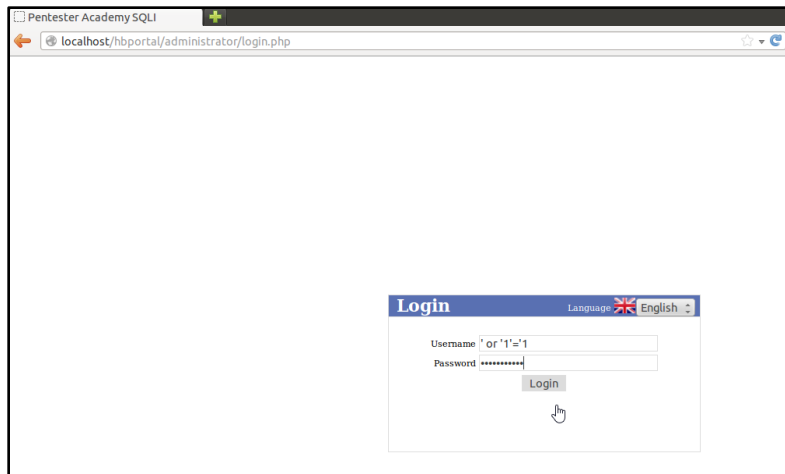 Pentester Academy SQLI
localhost/hbportal/administrator/login.php
Login
Language English
Username ' or '1'='1
Password •••••••••••
Login